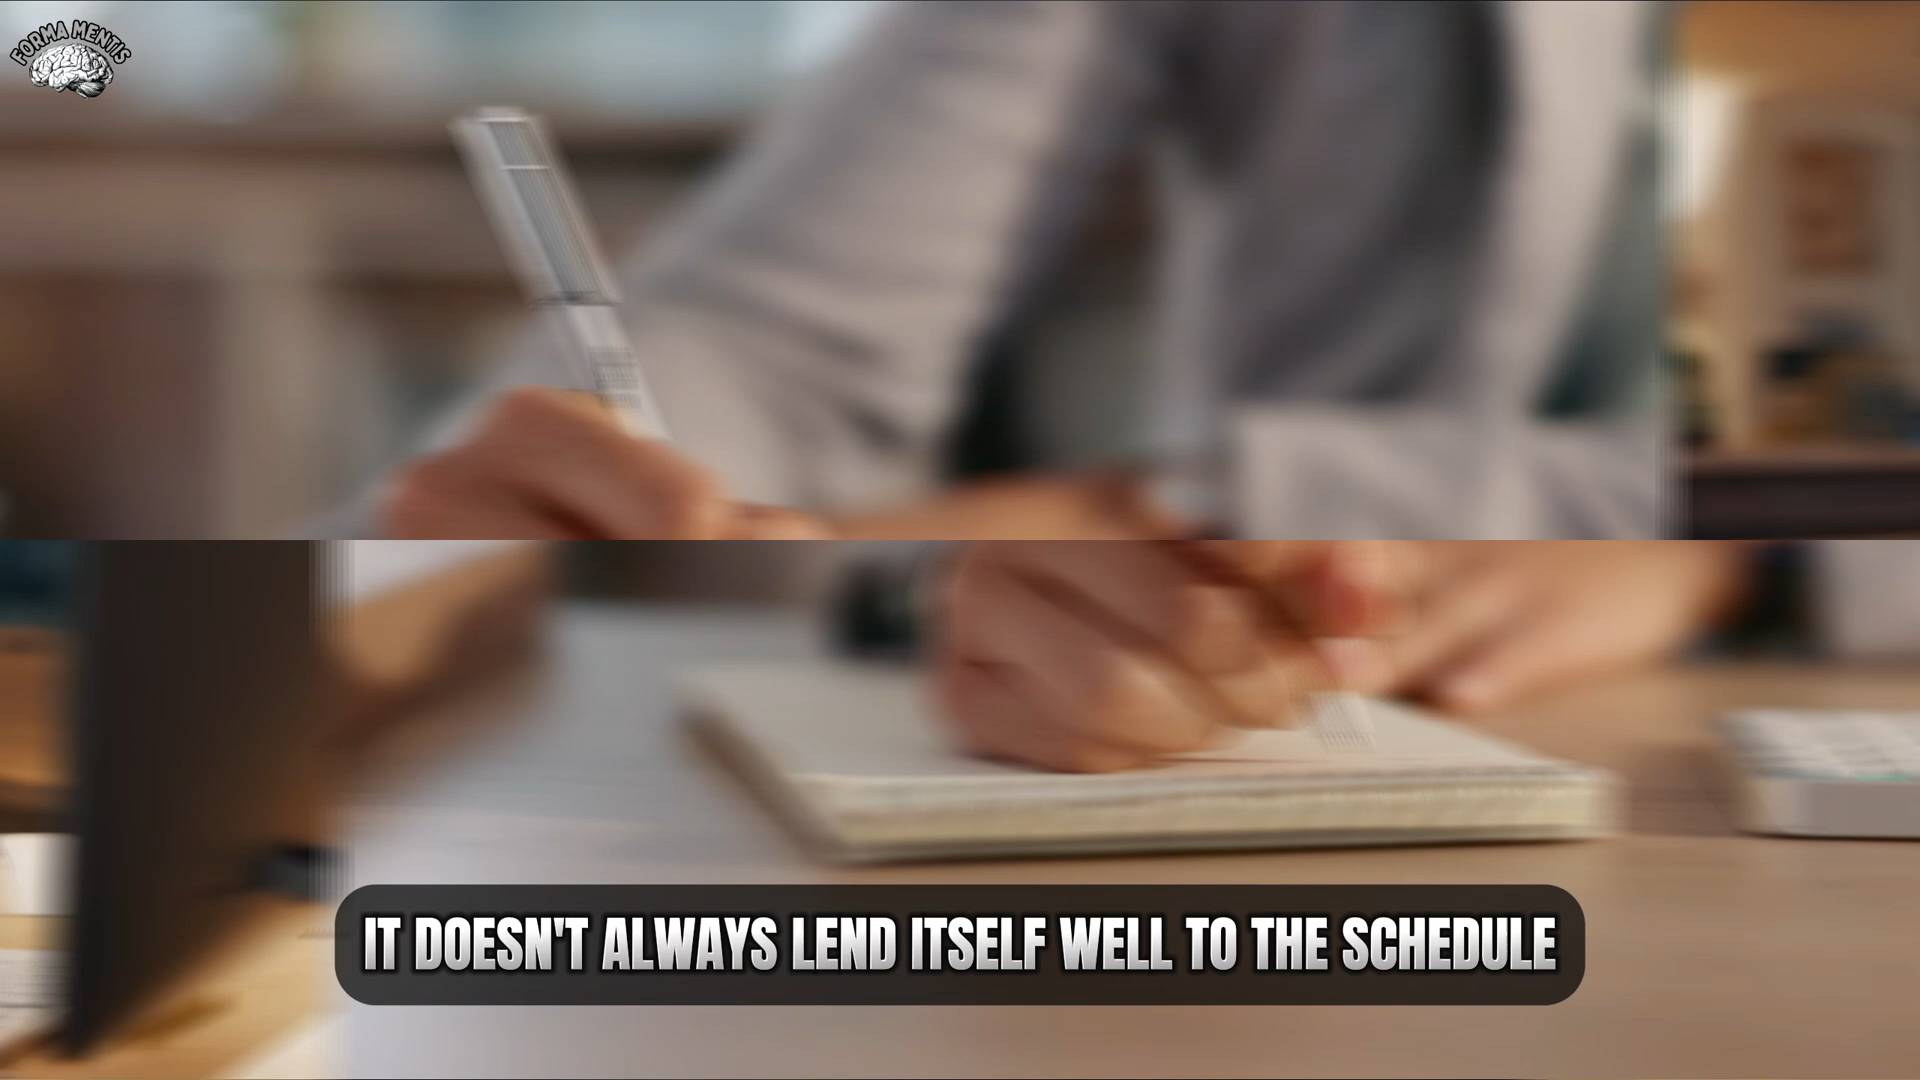 FORMA MENTIS
IT DOESN'T ALWAYS LEND ITSELF WELL TO THE SCHEDULE